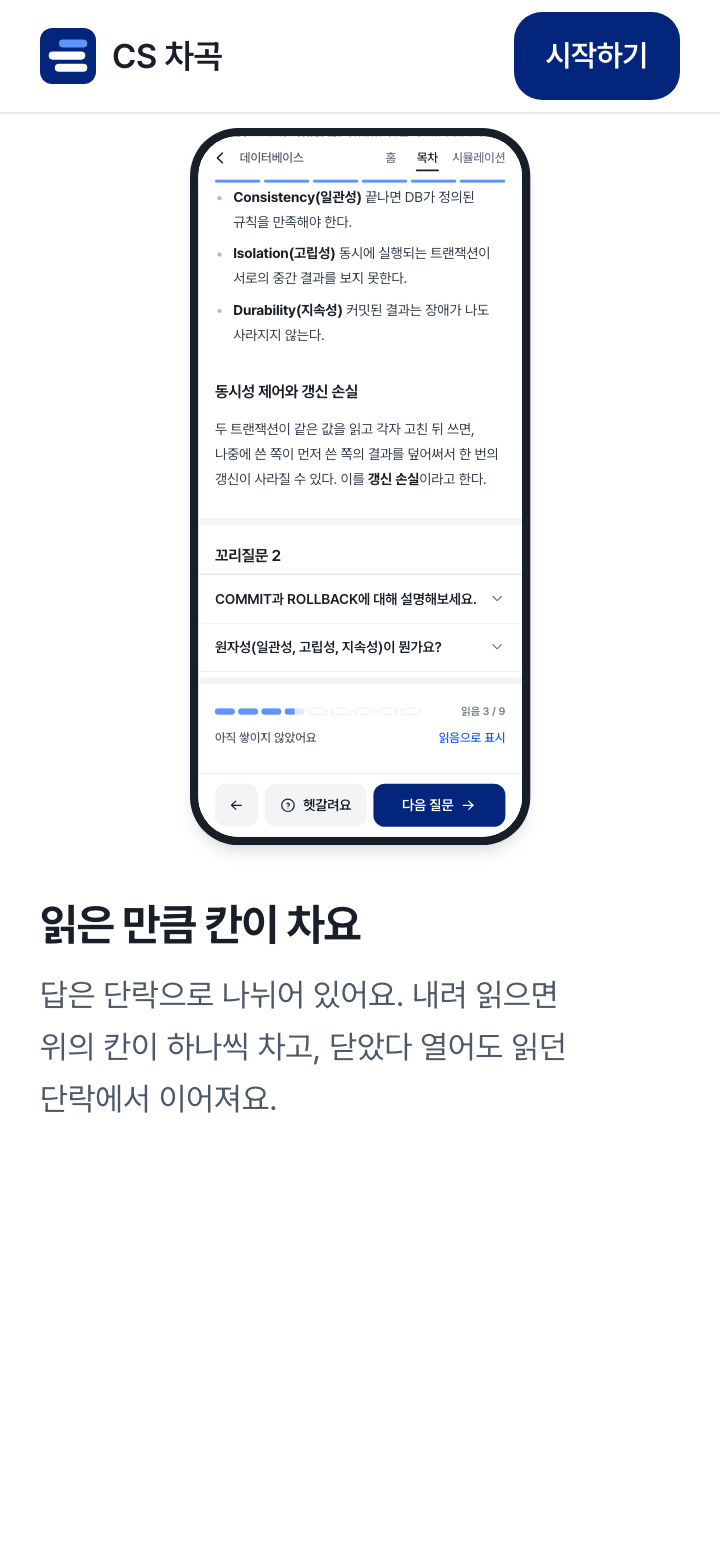 CS 차곡
시작하기
데이터베이스
홈
목차
시뮬레이션
Consistency(일관성) 끝나면 DB가 정의된
규칙을 만족해야 한다.
Isolation(고립성) 동시에 실행되는 트랜잭션이
서로의 중간 결과를 보지 못한다.
Durability(지속성) 커밋된 결과는 장애가 나도
사라지지 않는다.
동시성 제어와 갱신 손실
두 트랜잭션이 같은 값을 읽고 각자 고친 뒤 쓰면,
나중에 쓴 쪽이 먼저 쓴 쪽의 결과를 덮어써서 한 번의
갱신이 사라질 수 있다. 이를 갱신 손실이라고 한다.
꼬리질문 2
COMMIT과 ROLLBACK에 대해 설명해보세요.
원자성(일관성, 고립성, 지속성)이 뭔가요?
읽음 3 / 9
아직 쌓이지 않았어요
읽음으로 표시
헷갈려요
다음 질문
읽은 만큼 칸이 차요
답은 단락으로 나뉘어 있어요. 내려 읽으면
위의 칸이 하나씩 차고, 닫았다 열어도 읽던
단락에서 이어져요.